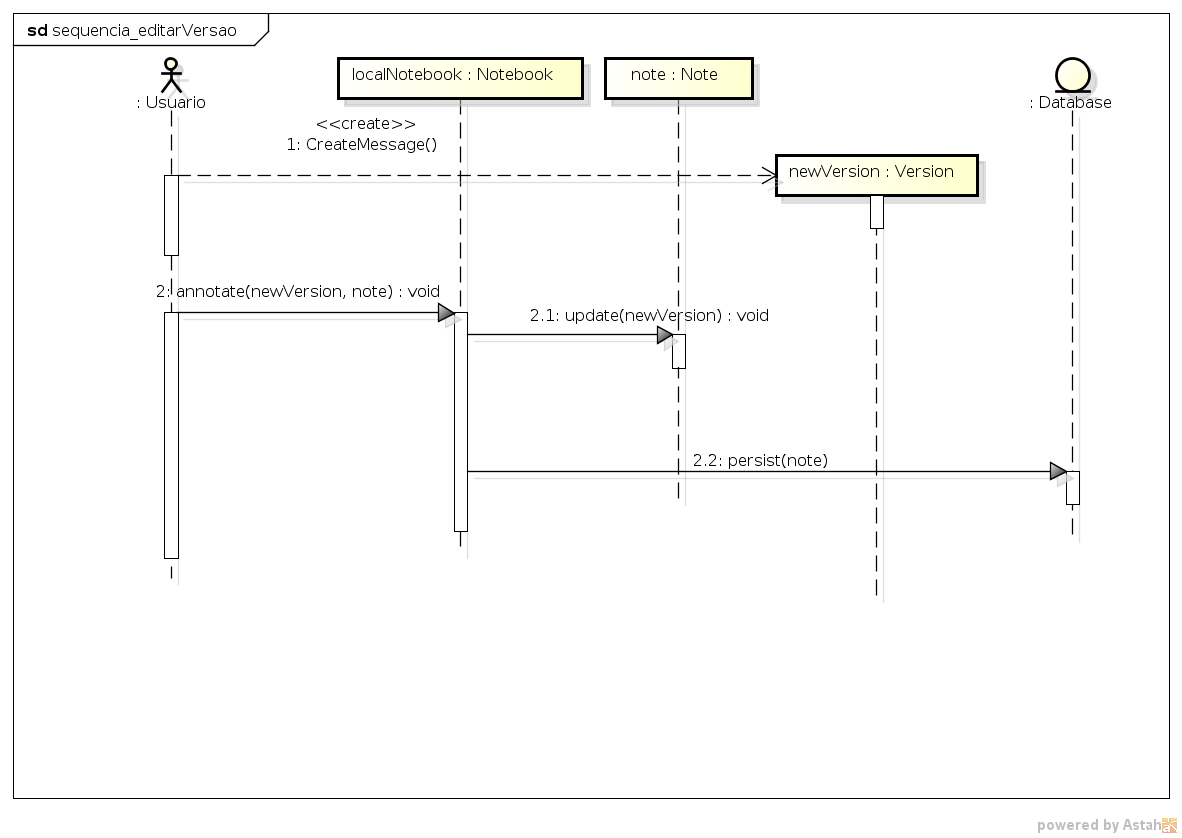 sd sequencia_editarVersao
localNotebook : Notebook
note : Note
: Usuario
: Database
<<create>>
1: CreateMessage()
newVersion : Version
2: annotate(newVersion, note) : void
2.1: update(newVersion) : void
2.2: persist(note)
powered by Astah